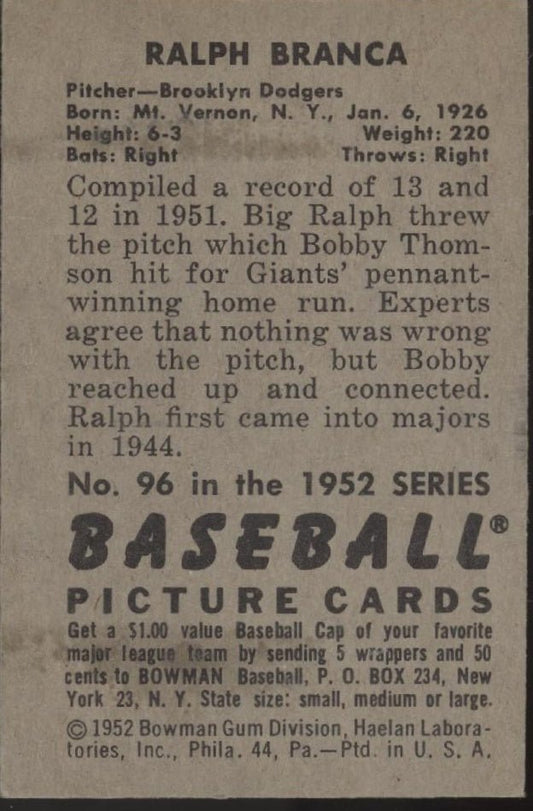 RALPH BRANCA
Pitcher—Brooklyn Dodgers
Born: Mt. Vernon, N. Y., Jan. 6, 1926
Height: 6-3 Weight: 220
Bats: Right Throws: Right
Compiled a record of 13 and
12 in 1951. Big Ralph threw
the pitch which Bobby Thom-
son hit for Giants' pennant-
winning home run. Experts
agree that nothing was wrong
with the pitch, but Bobby
reached up and connected.
Ralph first came into majors
in 1944.
No. 96 in the 1952 SERIES
BASEBALL®
PICTURE CARDS
Get a $1.00 value Baseball Cap of your favorite
major league team by sending 5 wrappers and 50
cents to BOWMAN Baseball, P. O. BOX 234, New
York 23, N. Y. State size: small, medium or large.
© 1952 Bowman Gum Division, Haelan Labora-
tories, Inc., Phila. 44, Pa.—Ptd. in U. S. A.